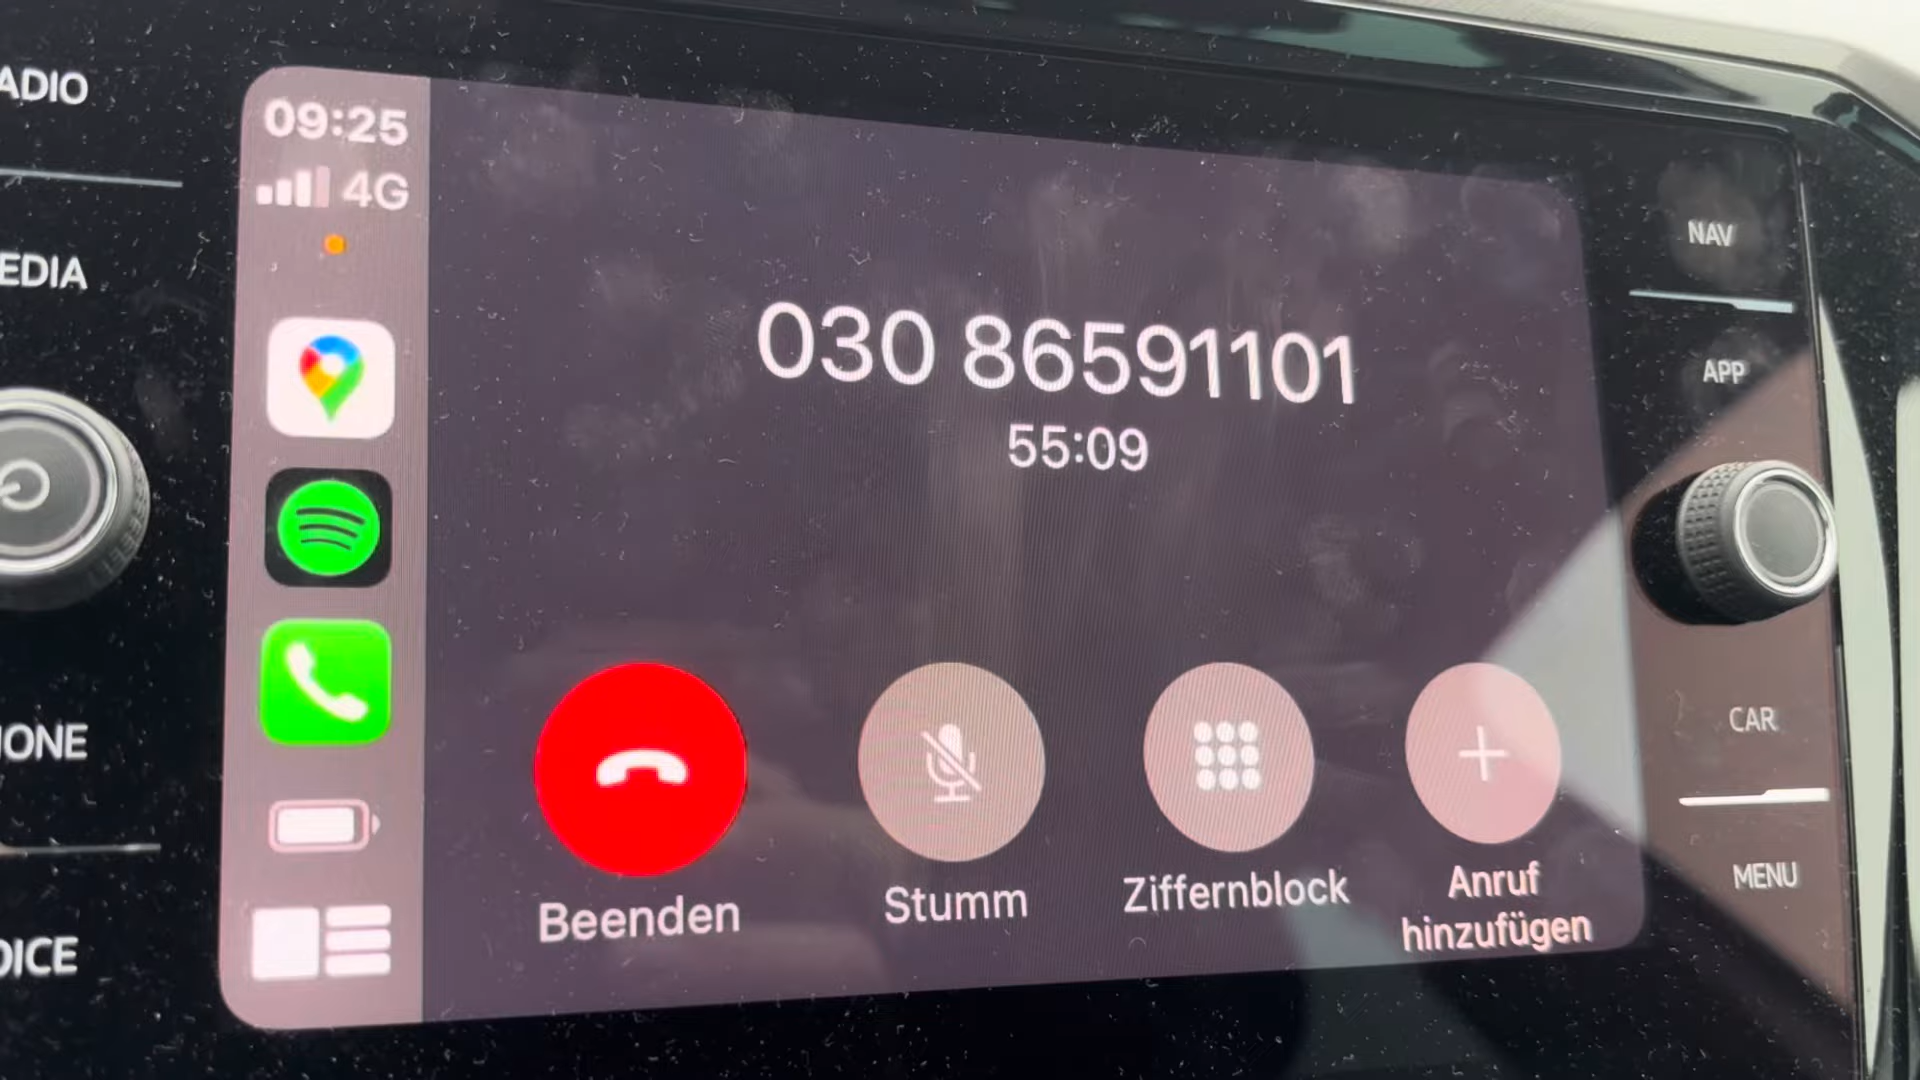 ADIO
EDIA
IONE
OICE
09:25
4G
030 86591101
55:09
Beenden
Stumm
Ziffernblock
Anruf
hinzufügen
NAV
APP
CAR
MENU